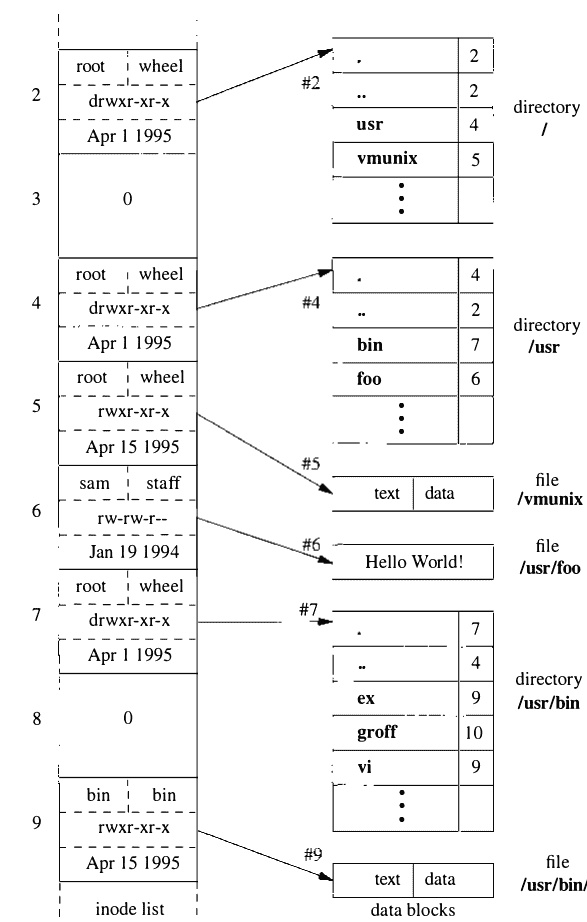 root wheel
2 drwxr-xr-x
Apr 1 1995
3 0
root wheel
4 drwxr-xr-x
Apr 1 1995
root wheel
5 rwxr-xr-x
Apr 15 1995
sam staff
6 rw-rw-r--
Jan 19 1994
root wheel
7 drwxr-xr-x
Apr 1 1995
8 0
bin bin
9 rwxr-xr-x
Apr 15 1995
inode list
#2
. 2
.. 2
usr 4
vmunix 5
directory
/
#4
. 4
.. 2
bin 7
foo 6
directory
/usr
#5
text data
file
/vmunix
#6
Hello World!
file
/usr/foo
#7
. 7
.. 4
ex 9
groff 10
vi 9
directory
/usr/bin
#9
text data
file
/usr/bin/
data blocks